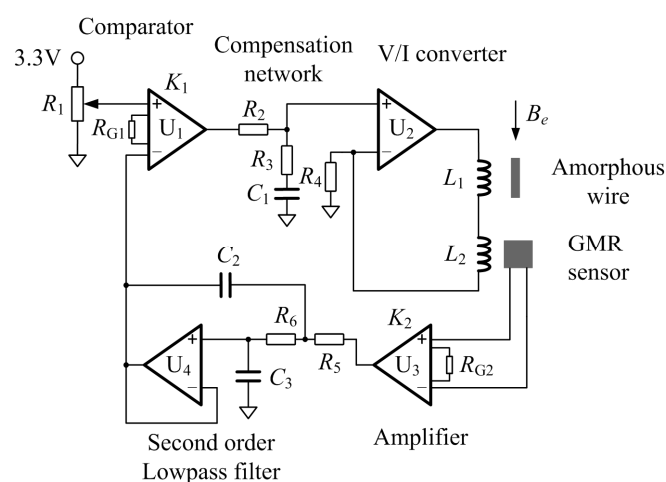 Comparator
Compensation
network
V/I converter
3.3V
K1
R1
RG1
+
U1
−
R2
R3
C1
R4
+
U2
−
L1
Be
Amorphous
wire
L2
GMR
sensor
C2
R6
R5
K2
+
U4
−
C3
+
U3
−
RG2
Second order
Lowpass filter
Amplifier